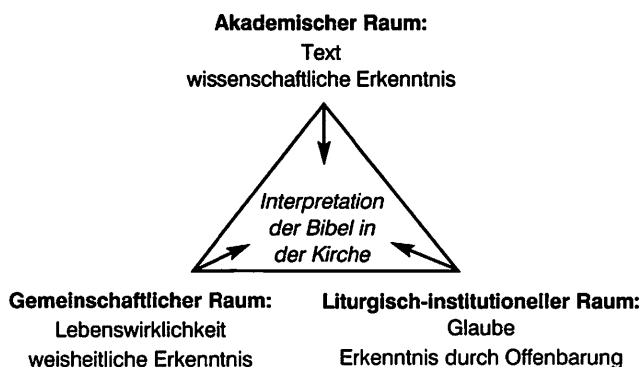 Akademischer Raum:
Text
wissenschaftliche Erkenntnis
Interpretation
der Bibel in
der Kirche
Gemeinschaftlicher Raum:
Lebenswirklichkeit
weisheitliche Erkenntnis
Liturgisch-institutioneller Raum:
Glaube
Erkenntnis durch Offenbarung